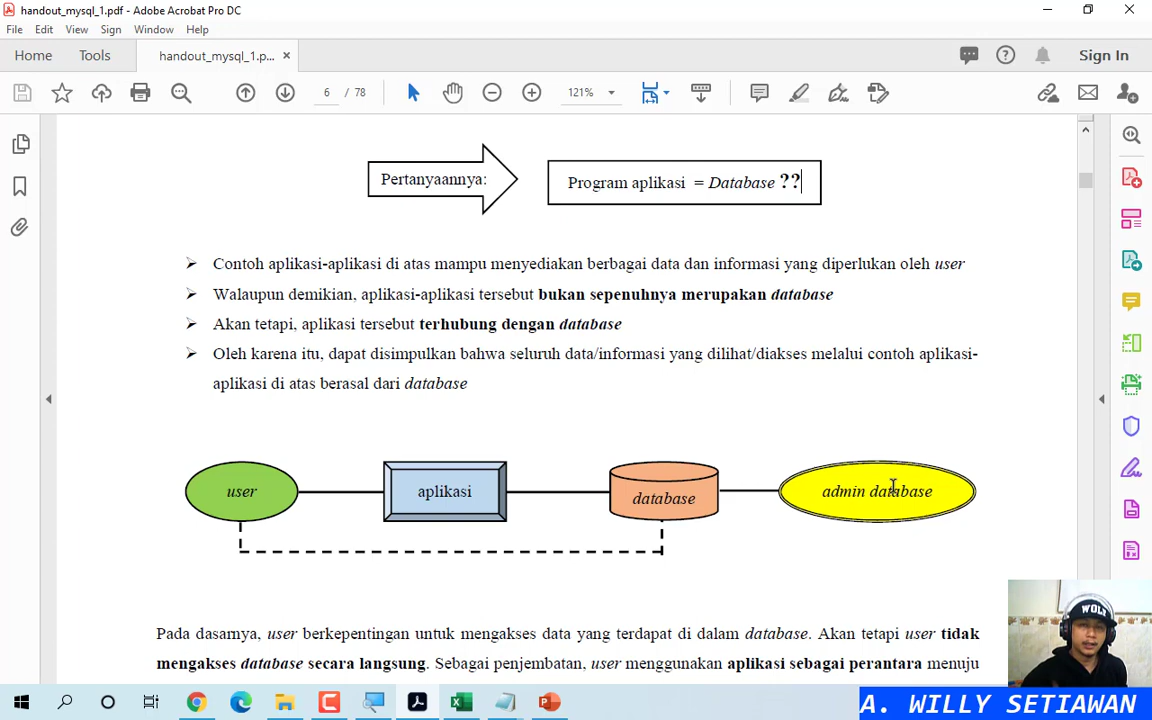 handout_mysql_1.pdf - Adobe Acrobat Pro DC
File Edit View Sign Window Help
Home Tools handout_mysql_1.p... × Sign In
6 / 78 121%
Pertanyaannya: Program aplikasi = Database ??
Contoh aplikasi-aplikasi di atas mampu menyediakan berbagai data dan informasi yang diperlukan oleh user
Walaupun demikian, aplikasi-aplikasi tersebut bukan sepenuhnya merupakan database
Akan tetapi, aplikasi tersebut terhubung dengan database
Oleh karena itu, dapat disimpulkan bahwa seluruh data/informasi yang dilihat/diakses melalui contoh aplikasi-
aplikasi di atas berasal dari database
user aplikasi database admin database
Pada dasarnya, user berkepentingan untuk mengakses data yang terdapat di dalam database. Akan tetapi user tidak
mengakses database secara langsung. Sebagai penjembatan, user menggunakan aplikasi sebagai perantara menuju
WOLV
A. WILLY SETIAWAN